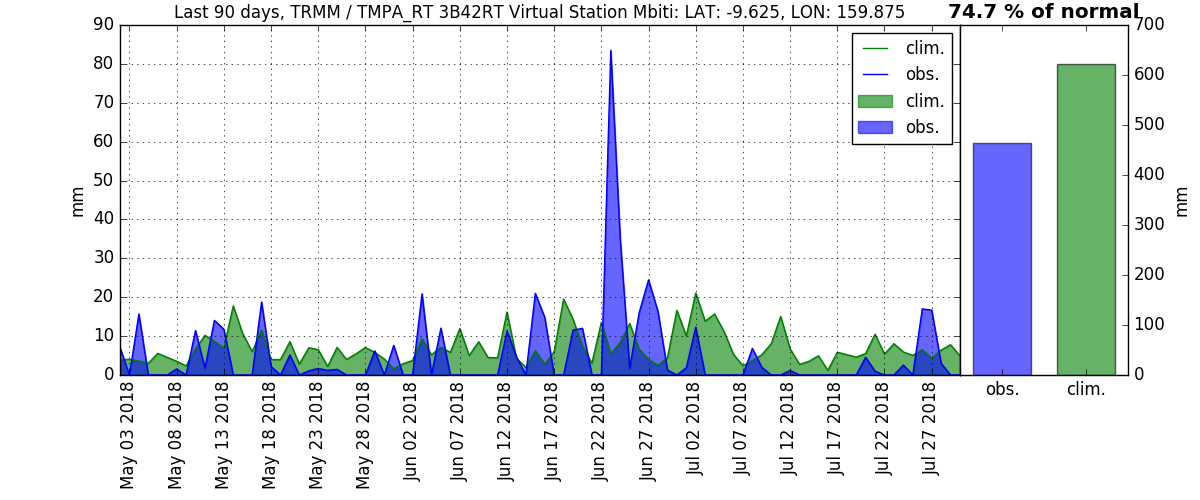 Last 90 days, TRMM / TMPA_RT 3B42RT Virtual Station Mbiti: LAT: -9.625, LON: 159.875
74.7 % of normal
90
80
70
60
50
40
30
20
10
0
mm
clim.
obs.
clim.
obs.
700
600
500
400
300
200
100
0
mm
May 03 2018
May 08 2018
May 13 2018
May 18 2018
May 23 2018
May 28 2018
Jun 02 2018
Jun 07 2018
Jun 12 2018
Jun 17 2018
Jun 22 2018
Jun 27 2018
Jul 02 2018
Jul 07 2018
Jul 12 2018
Jul 17 2018
Jul 22 2018
Jul 27 2018
obs.
clim.